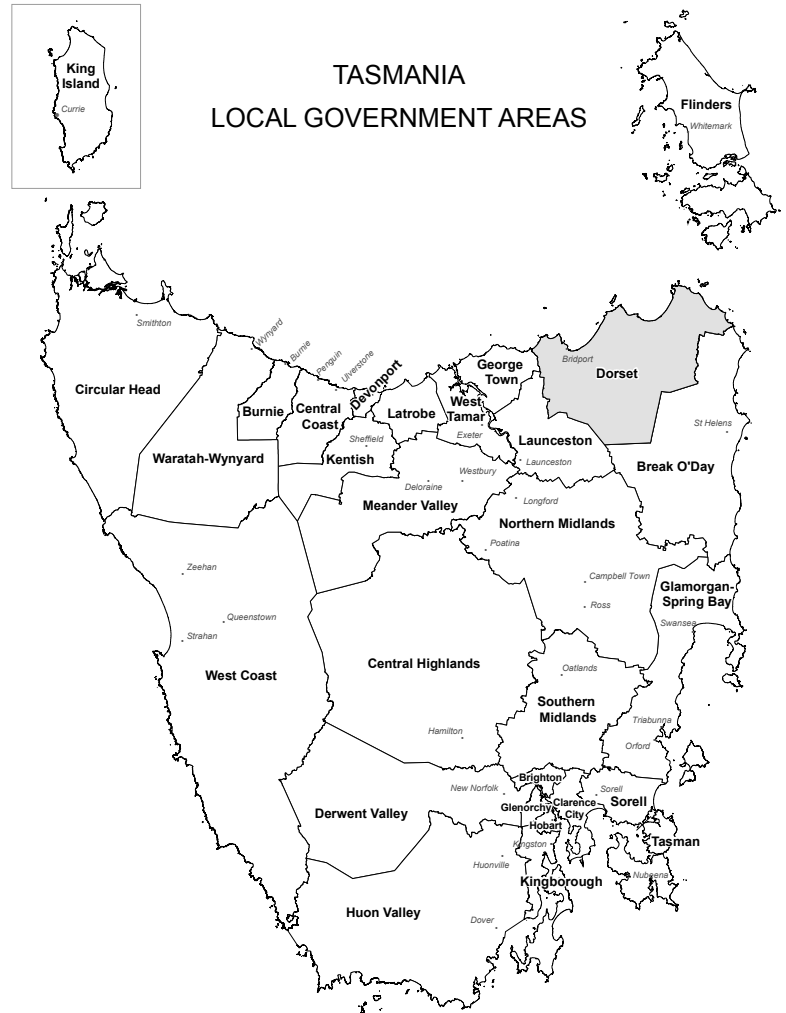 TASMANIA
LOCAL GOVERNMENT AREAS
King
Island
Currie
Flinders
Whitemark
Smithton
Wynyard
Burnie
Penguin
Ulverstone
Devonport
George
Town
Bridport
Dorset
Circular Head
Burnie
Central
Coast
Latrobe
West
Tamar
Exeter
Sheffield
Kentish
Launceston
Launceston
St Helens
Break O'Day
Waratah-Wynyard
Westbury
Deloraine
Meander Valley
Longford
Northern Midlands
Poatina
Zeehan
Campbell Town
Ross
Glamorgan-
Spring Bay
Swansea
Queenstown
Strahan
West Coast
Central Highlands
Oatlands
Southern
Midlands
Hamilton
Triabunna
Orford
Brighton
New Norfolk
Sorell
Glenorchy
Clarence
City
Sorell
Derwent Valley
Hobart
Kingston
Tasman
Huonville
Kingborough
Nubeena
Huon Valley
Dover